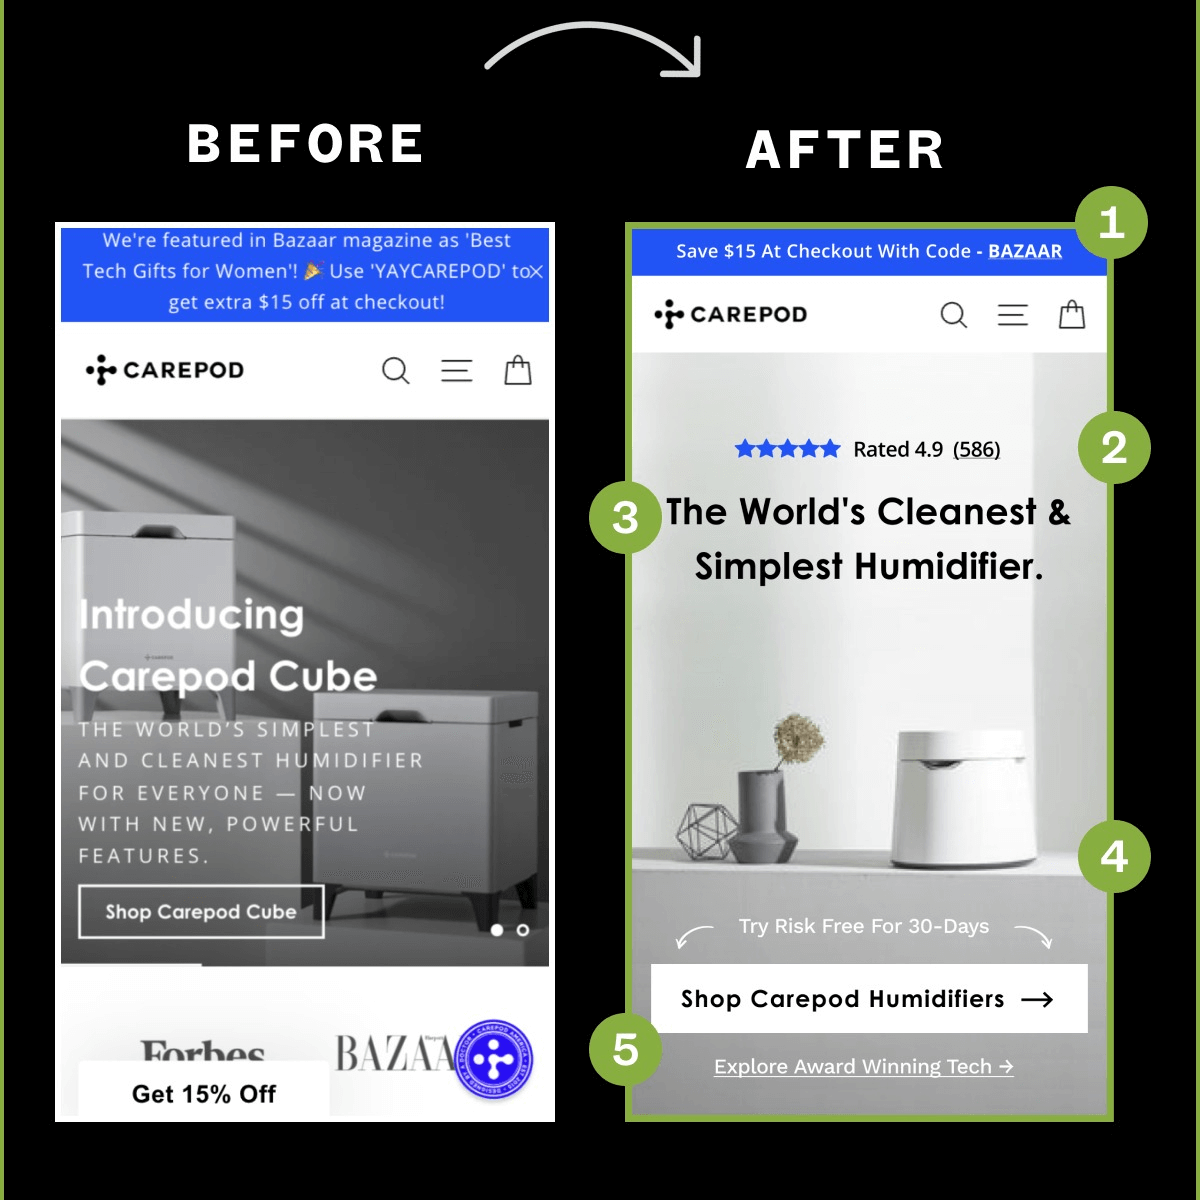 BEFORE
AFTER
We're featured in Bazaar magazine as 'Best
Tech Gifts for Women'! 🎉 Use 'YAYCAREPOD' to
get extra $15 off at checkout!
CAREPOD
Introducing
Carepod Cube
THE WORLD'S SIMPLEST
AND CLEANEST HUMIDIFIER
FOR EVERYONE — NOW
WITH NEW, POWERFUL
FEATURES.
Shop Carepod Cube
Forbes
BAZAA
Get 15% Off
1
Save $15 At Checkout With Code - BAZAAR
CAREPOD
2
Rated 4.9 (586)
3
The World's Cleanest &
Simplest Humidifier.
4
Try Risk Free For 30-Days
Shop Carepod Humidifiers →
5
Explore Award Winning Tech →